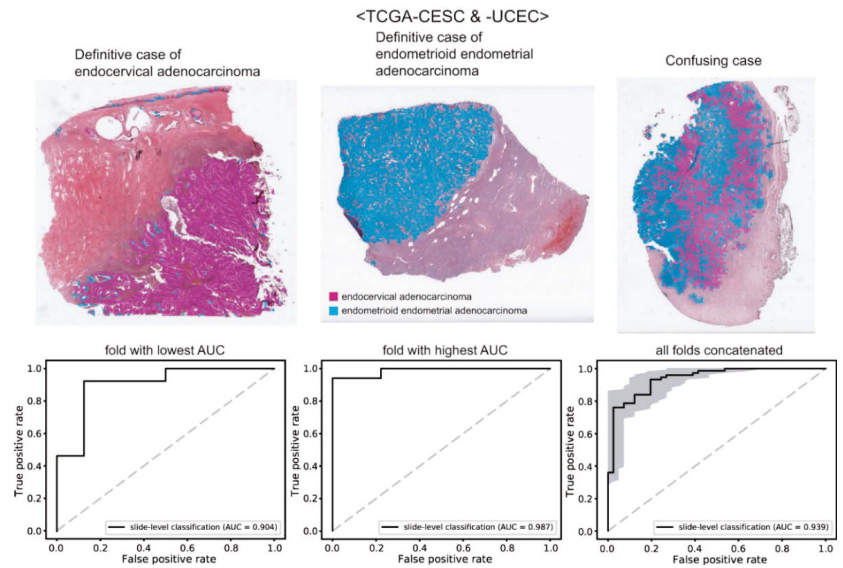 <TCGA-CESC & -UCEC>
Definitive case of
endocervical adenocarcinoma
Definitive case of
endometrioid endometrial
adenocarcinoma
Confusing case
endocervical adenocarcinoma
endometrioid endometrial adenocarcinoma
fold with lowest AUC
True positive rate
1.0
0.8
0.6
0.4
0.2
0.0
slide-level classification (AUC = 0.904)
0.0 0.2 0.4 0.6 0.8 1.0
False positive rate
fold with highest AUC
True positive rate
1.0
0.8
0.6
0.4
0.2
0.0
slide-level classification (AUC = 0.987)
0.0 0.2 0.4 0.6 0.8 1.0
False positive rate
all folds concatenated
True positive rate
1.0
0.8
0.6
0.4
0.2
0.0
slide-level classification (AUC = 0.939)
0.0 0.2 0.4 0.6 0.8 1.0
False positive rate